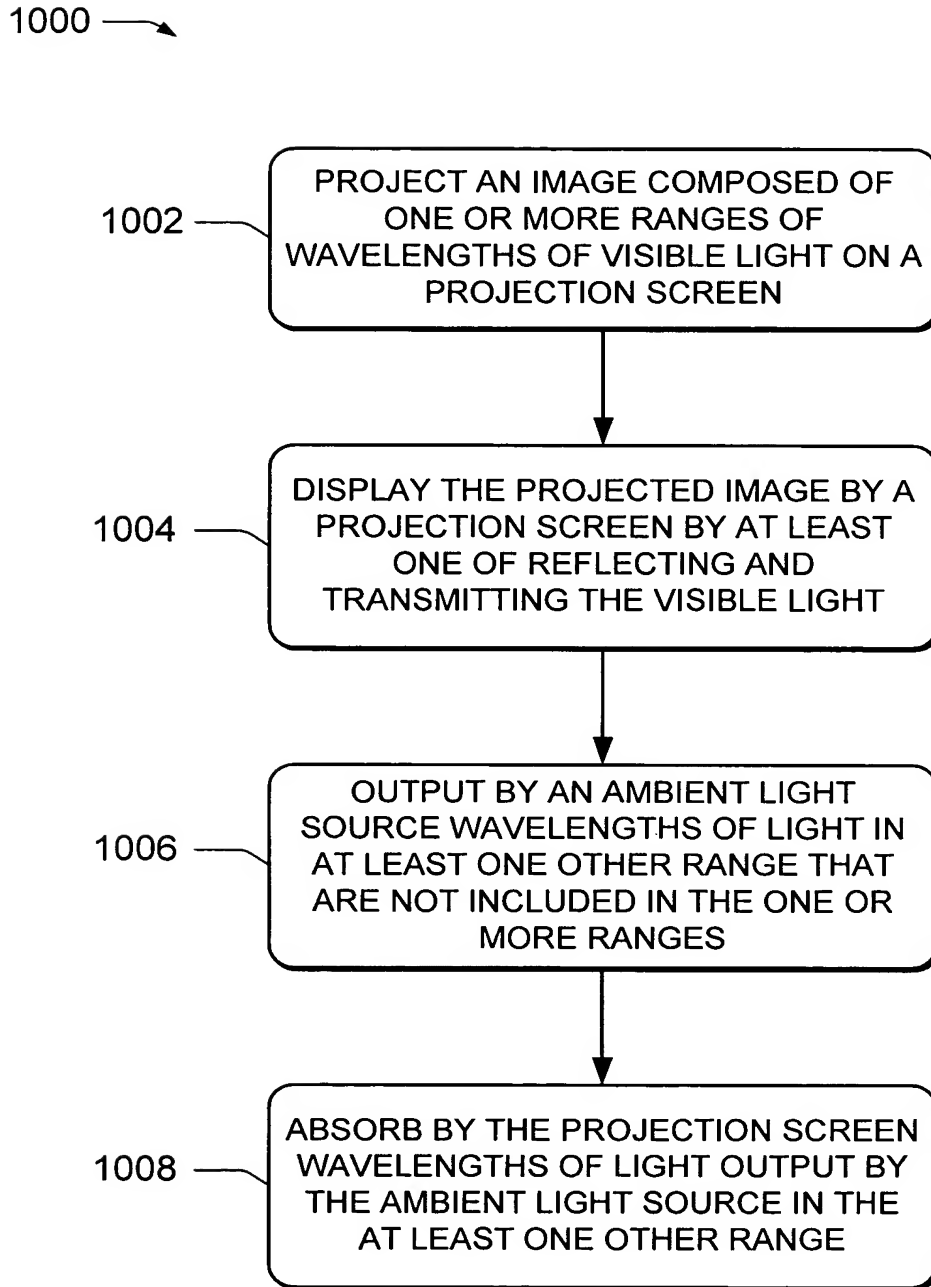 1000
1002
PROJECT AN IMAGE COMPOSED OF
ONE OR MORE RANGES OF
WAVELENGTHS OF VISIBLE LIGHT ON A
PROJECTION SCREEN
1004
DISPLAY THE PROJECTED IMAGE BY A
PROJECTION SCREEN BY AT LEAST
ONE OF REFLECTING AND
TRANSMITTING THE VISIBLE LIGHT
1006
OUTPUT BY AN AMBIENT LIGHT
SOURCE WAVELENGTHS OF LIGHT IN
AT LEAST ONE OTHER RANGE THAT
ARE NOT INCLUDED IN THE ONE OR
MORE RANGES
1008
ABSORB BY THE PROJECTION SCREEN
WAVELENGTHS OF LIGHT OUTPUT BY
THE AMBIENT LIGHT SOURCE IN THE
AT LEAST ONE OTHER RANGE